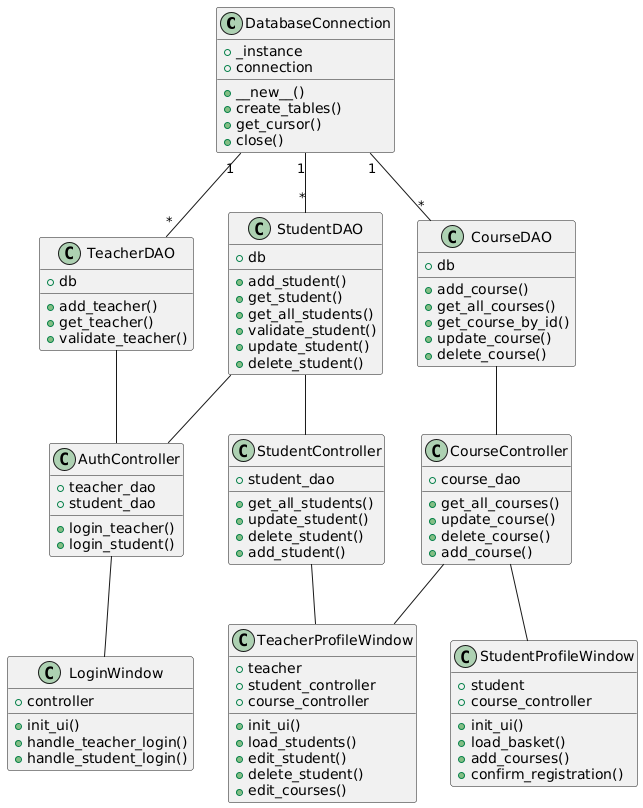 C DatabaseConnection
_instance
connection
__new__()
create_tables()
get_cursor()
close()
1
1
1
*
*
*
C TeacherDAO
db
add_teacher()
get_teacher()
validate_teacher()
C StudentDAO
db
add_student()
get_student()
get_all_students()
validate_student()
update_student()
delete_student()
C CourseDAO
db
add_course()
get_all_courses()
get_course_by_id()
update_course()
delete_course()
C AuthController
teacher_dao
student_dao
login_teacher()
login_student()
C StudentController
student_dao
get_all_students()
update_student()
delete_student()
add_student()
C CourseController
course_dao
get_all_courses()
update_course()
delete_course()
add_course()
C LoginWindow
controller
init_ui()
handle_teacher_login()
handle_student_login()
C TeacherProfileWindow
teacher
student_controller
course_controller
init_ui()
load_students()
edit_student()
delete_student()
edit_courses()
C StudentProfileWindow
student
course_controller
init_ui()
load_basket()
add_courses()
confirm_registration()